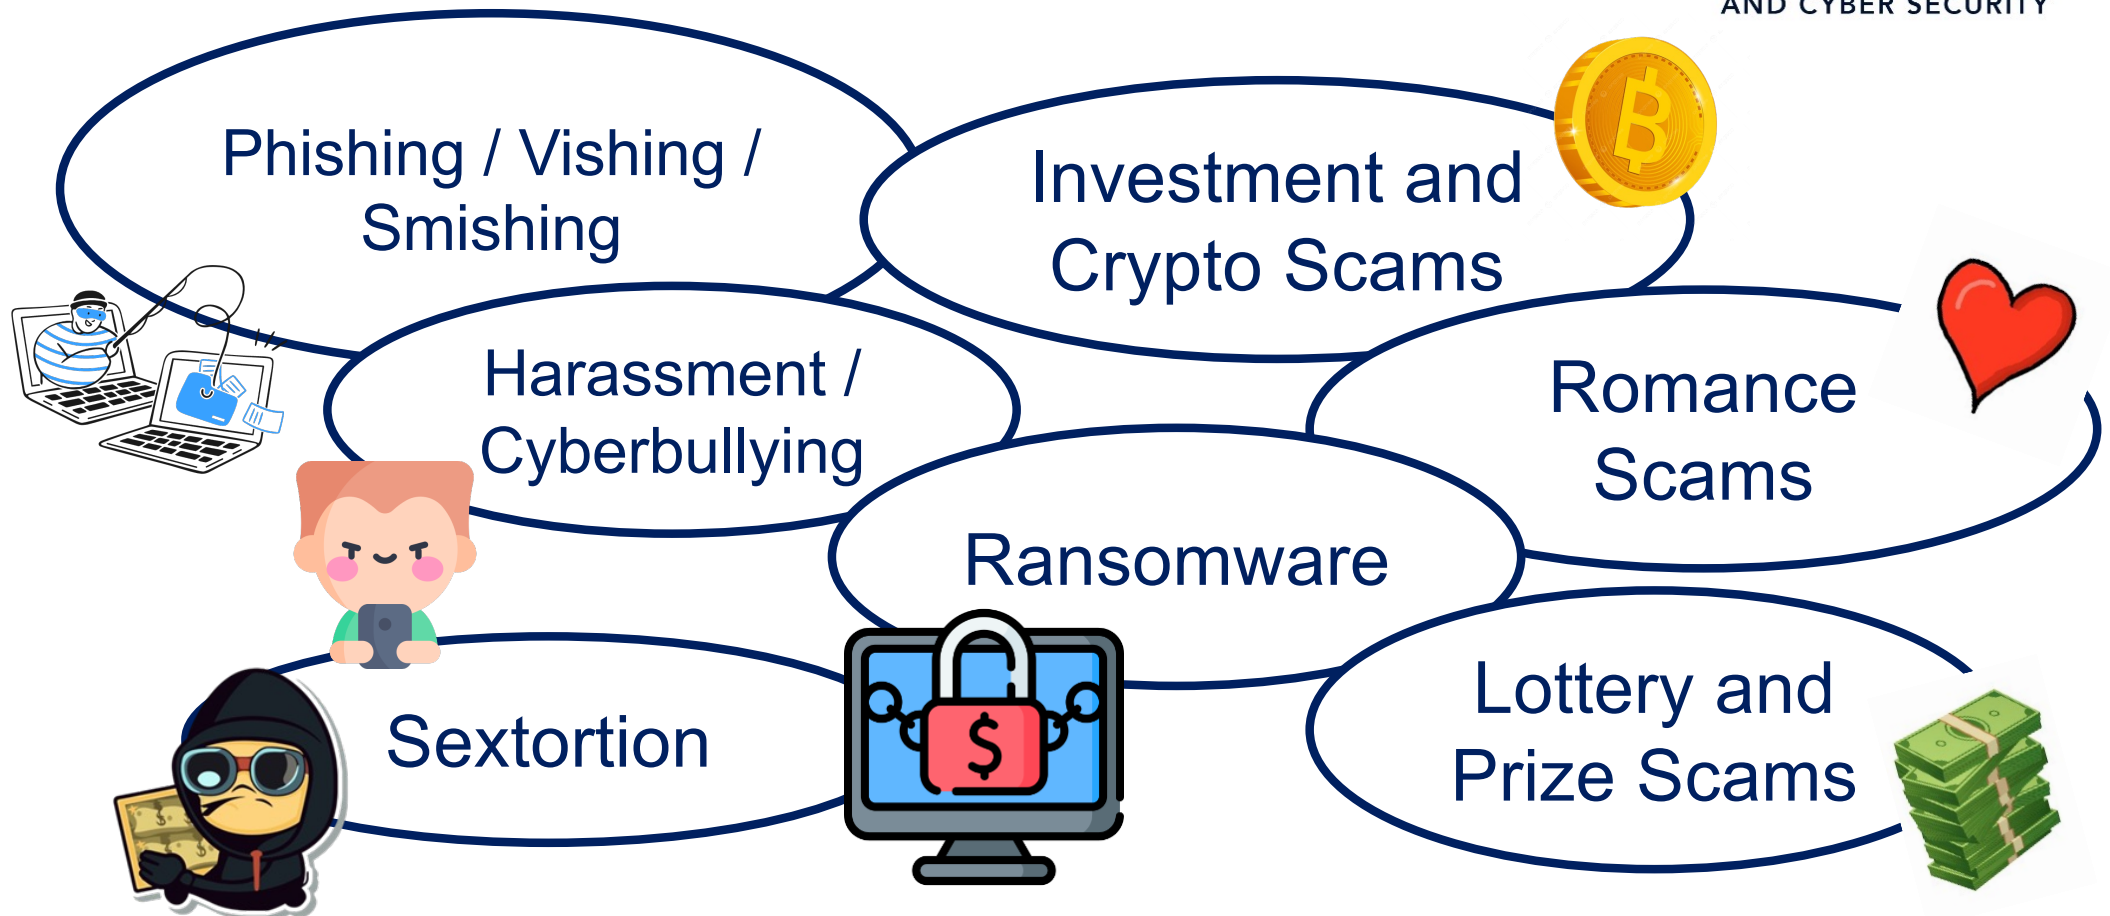 AND CYBER SECURITY
Phishing / Vishing /
Smishing
Investment and
Crypto Scams
Harassment /
Cyberbullying
Romance
Scams
Ransomware
Sextortion
$
Lottery and
Prize Scams